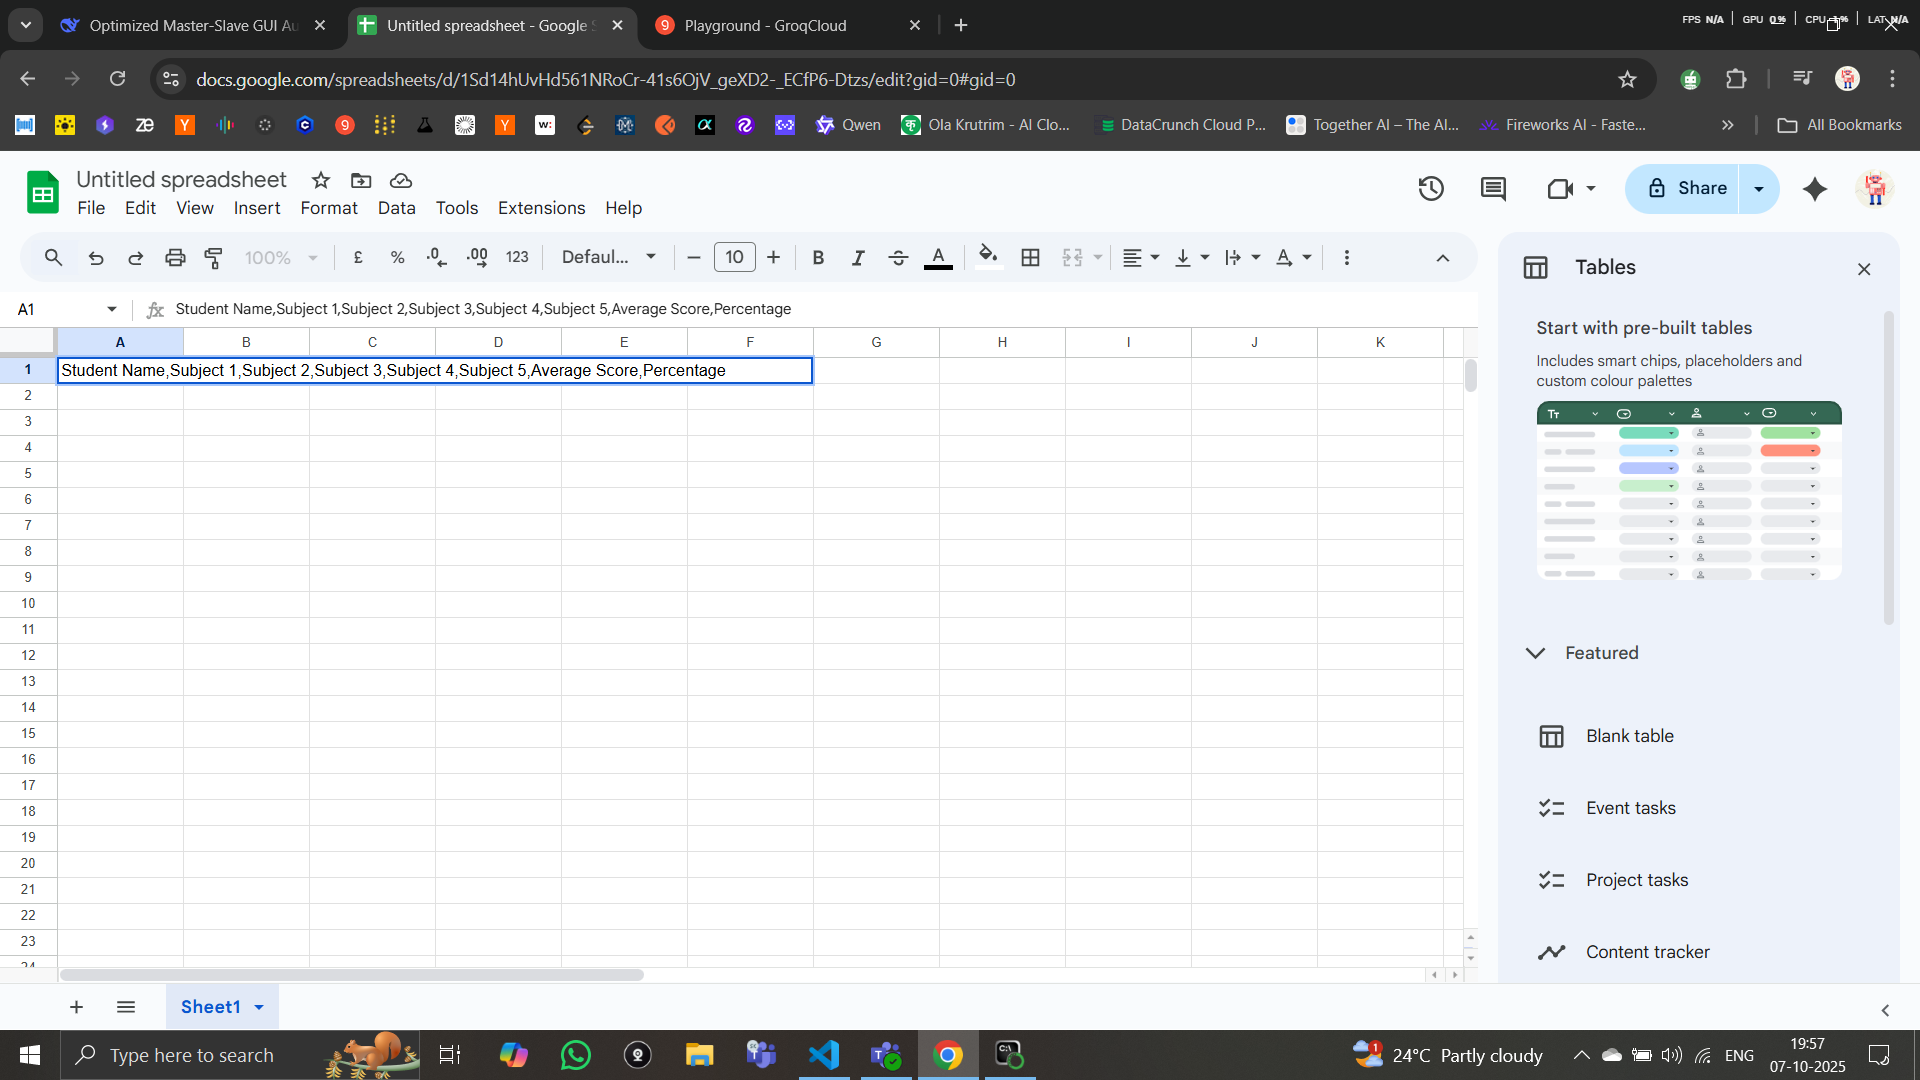 Optimized Master-Slave GUI Au
Untitled spreadsheet - Google S
Playground - GroqCloud
FPS N/A
GPU 0 %
CPU
LAT N/A
docs.google.com/spreadsheets/d/1Sd14hUvHd561NRoCr-41s6OjV_geXD2-_ECfP6-Dtzs/edit?gid=0#gid=0
Qwen
Ola Krutrim - AI Clo...
DataCrunch Cloud P...
Together AI – The AI...
Fireworks AI - Faste...
All Bookmarks
Untitled spreadsheet
File Edit View Insert Format Data Tools Extensions Help
Share
100% £ % .0 .00 123 Defaul... 10 B I S A
A1
fx Student Name,Subject 1,Subject 2,Subject 3,Subject 4,Subject 5,Average Score,Percentage
A B C D E F G H I J K
1 Student Name,Subject 1,Subject 2,Subject 3,Subject 4,Subject 5,Average Score,Percentage
2
3
4
5
6
7
8
9
10
11
12
13
14
15
16
17
18
19
20
21
22
23
24
Tables
Start with pre-built tables
Includes smart chips, placeholders and
custom colour palettes
Featured
Blank table
Event tasks
Project tasks
Content tracker
Sheet1
Type here to search
24°C Partly cloudy
ENG
19:57
07-10-2025